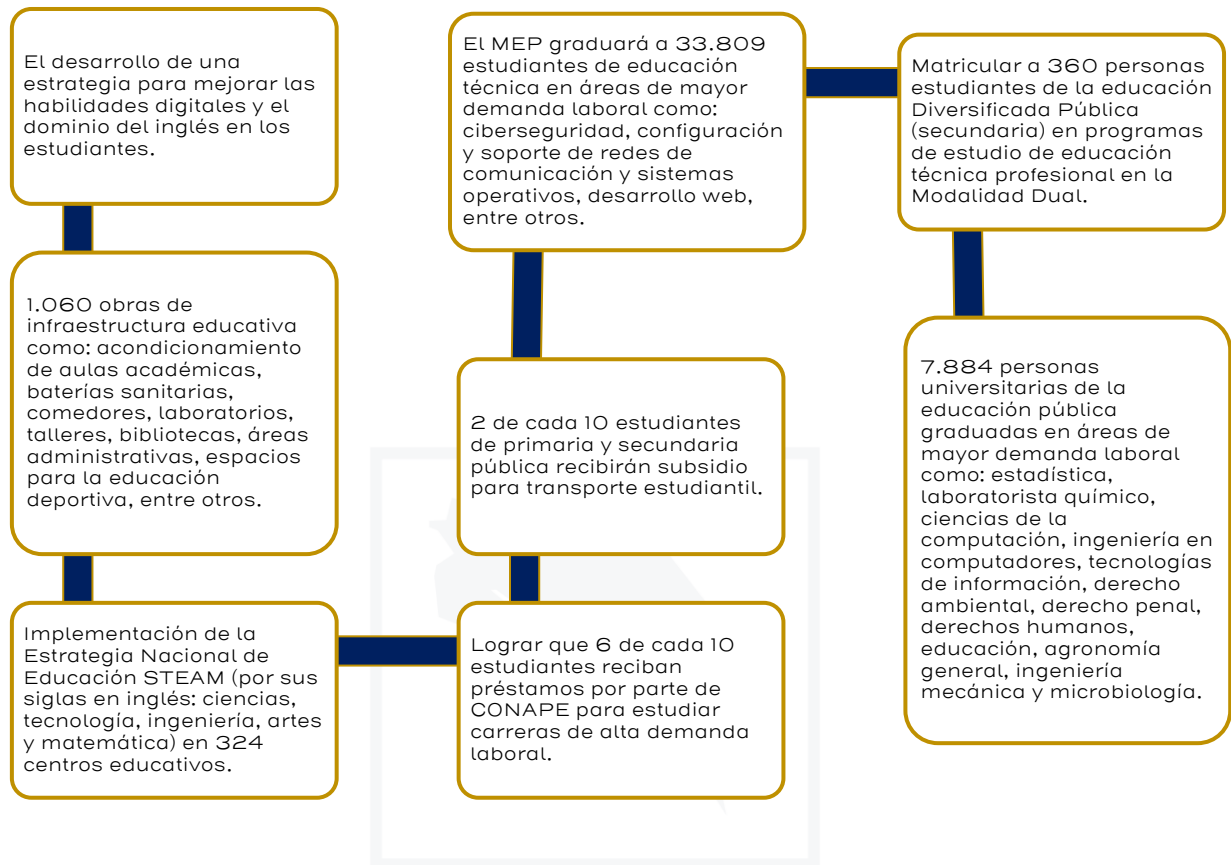 El desarrollo de una
estrategia para mejorar las
habilidades digitales y el
dominio del inglés en los
estudiantes.
1.060 obras de
infraestructura educativa
como: acondicionamiento
de aulas académicas,
baterías sanitarias,
comedores, laboratorios,
talleres, bibliotecas, áreas
administrativas, espacios
para la educación
deportiva, entre otros.
Implementación de la
Estrategia Nacional de
Educación STEAM (por sus
siglas en inglés: ciencias,
tecnología, ingeniería, artes
y matemática) en 324
centros educativos.
Lograr que 6 de cada 10
estudiantes reciban
préstamos por parte de
CONAPE para estudiar
carreras de alta demanda
laboral.
2 de cada 10 estudiantes
de primaria y secundaria
pública recibirán subsidio
para transporte estudiantil.
El MEP graduará a 33.809
estudiantes de educación
técnica en áreas de mayor
demanda laboral como:
ciberseguridad, configuración
y soporte de redes de
comunicación y sistemas
operativos, desarrollo web,
entre otros.
Matricular a 360 personas
estudiantes de la educación
Diversificada Pública
(secundaria) en programas
de estudio de educación
técnica profesional en la
Modalidad Dual.
7.884 personas
universitarias de la
educación pública
graduadas en áreas de
mayor demanda laboral
como: estadística,
laboratorista químico,
ciencias de la
computación, ingeniería en
computadores, tecnologías
de información, derecho
ambiental, derecho penal,
derechos humanos,
educación, agronomía
general, ingeniería
mecánica y microbiología.